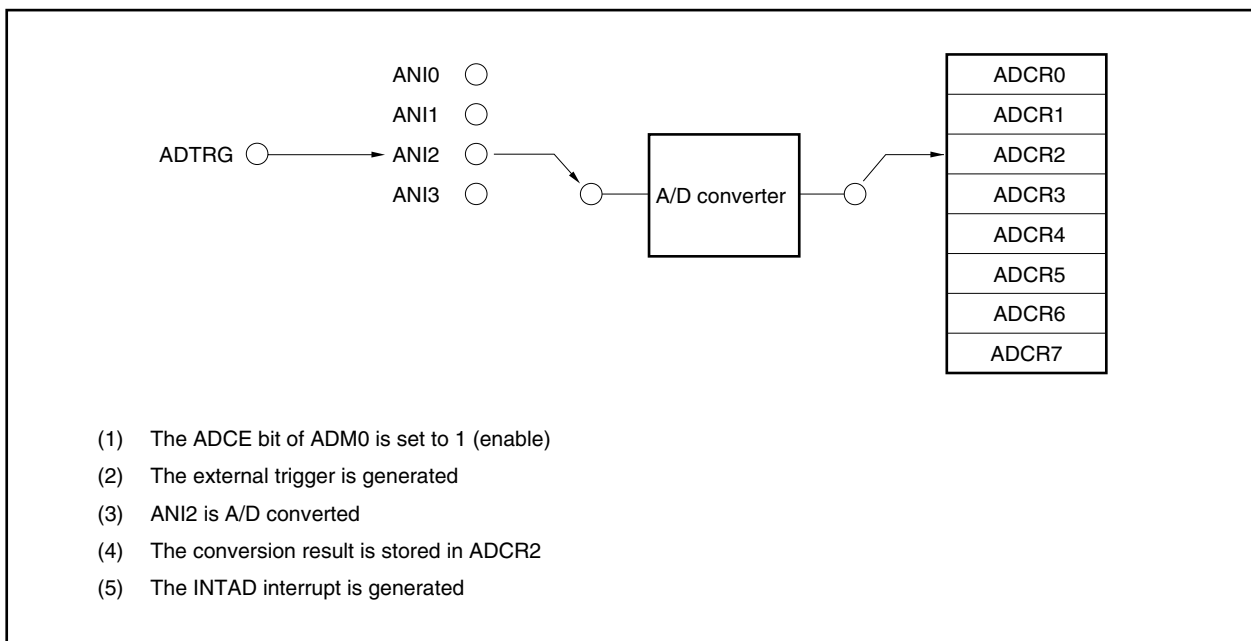 ANI0
ANI1
ADTRG ANI2
ANI3
A/D converter
ADCR0
ADCR1
ADCR2
ADCR3
ADCR4
ADCR5
ADCR6
ADCR7
(1) The ADCE bit of ADM0 is set to 1 (enable)
(2) The external trigger is generated
(3) ANI2 is A/D converted
(4) The conversion result is stored in ADCR2
(5) The INTAD interrupt is generated